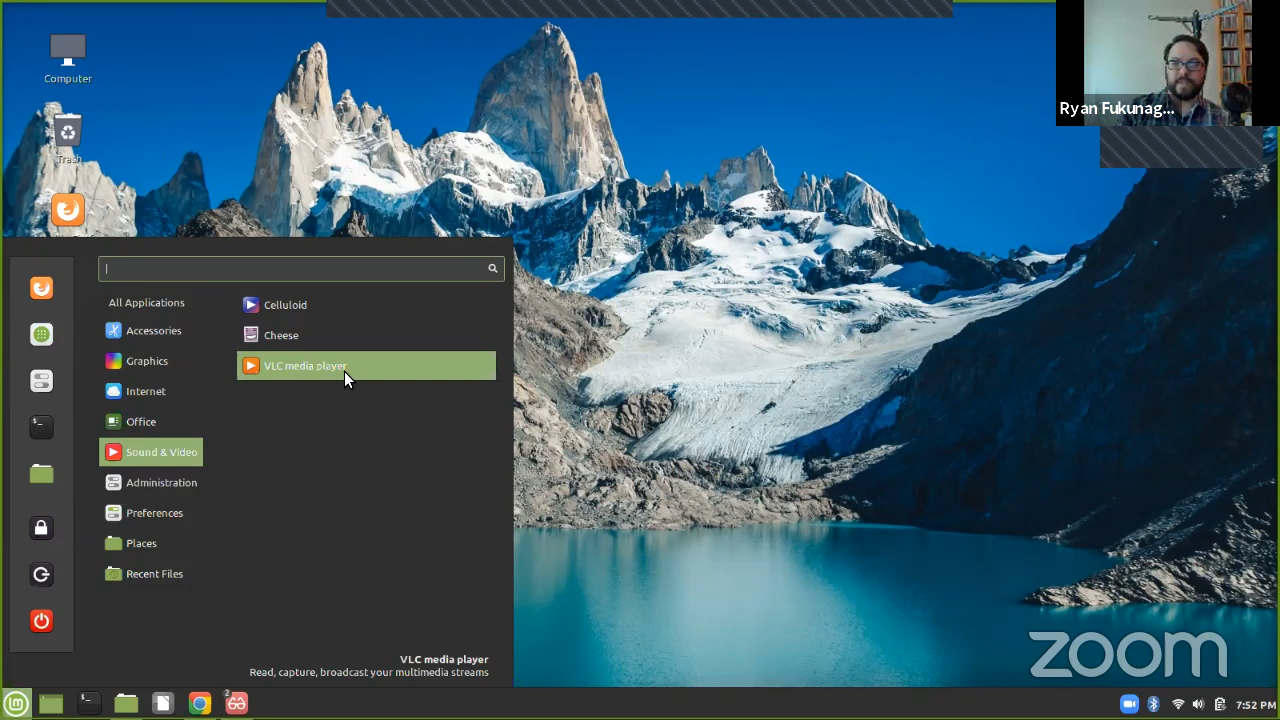 Computer
Trash
Ryan Fukunag...
All Applications
Accessories
Graphics
Internet
Office
Sound & Video
Administration
Preferences
Places
Recent Files
Celluloid
Cheese
VLC media player
VLC media player
Read, capture, broadcast your multimedia streams
zoom
2
7:52 PM